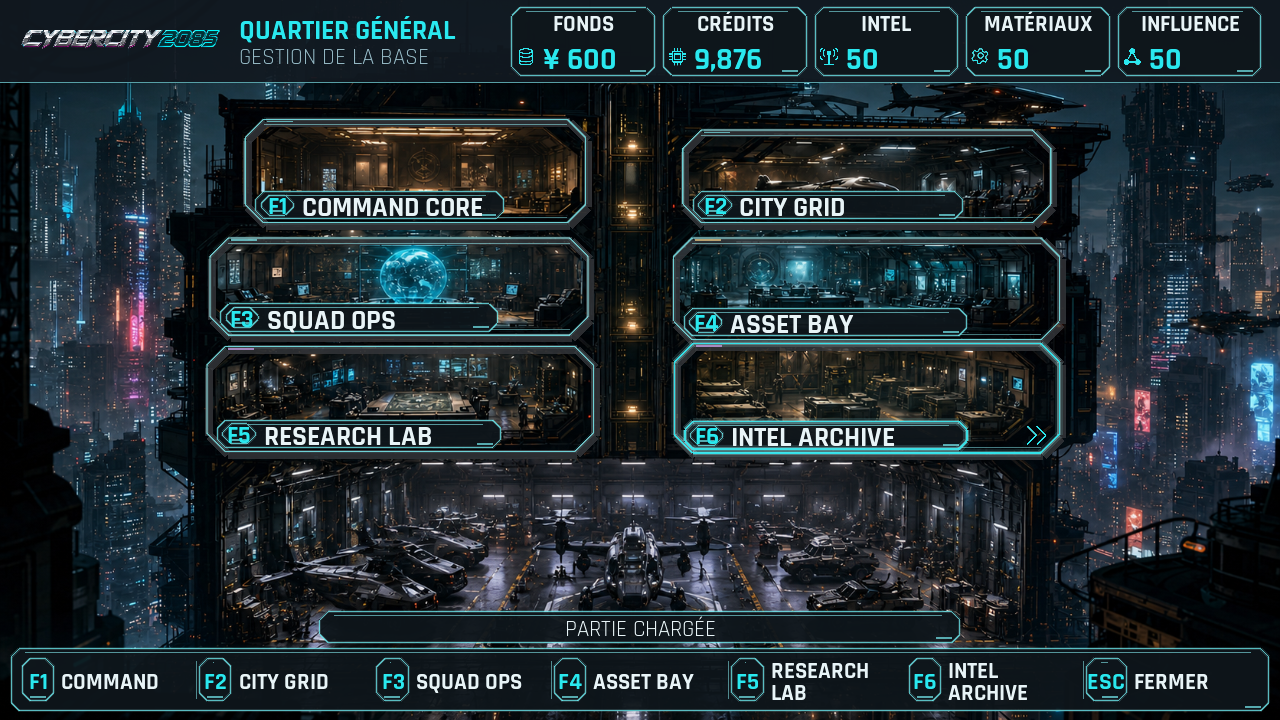 CYBERCITY 2085
QUARTIER GÉNÉRAL
GESTION DE LA BASE
FONDS
¥ 600
CRÉDITS
9,876
INTEL
50
MATÉRIAUX
50
INFLUENCE
50
F1 COMMAND CORE
F2 CITY GRID
F3 SQUAD OPS
F4 ASSET BAY
F5 RESEARCH LAB
F6 INTEL ARCHIVE
PARTIE CHARGÉE
F1 COMMAND
F2 CITY GRID
F3 SQUAD OPS
F4 ASSET BAY
F5 RESEARCH
LAB
F6 INTEL
ARCHIVE
ESC FERMER